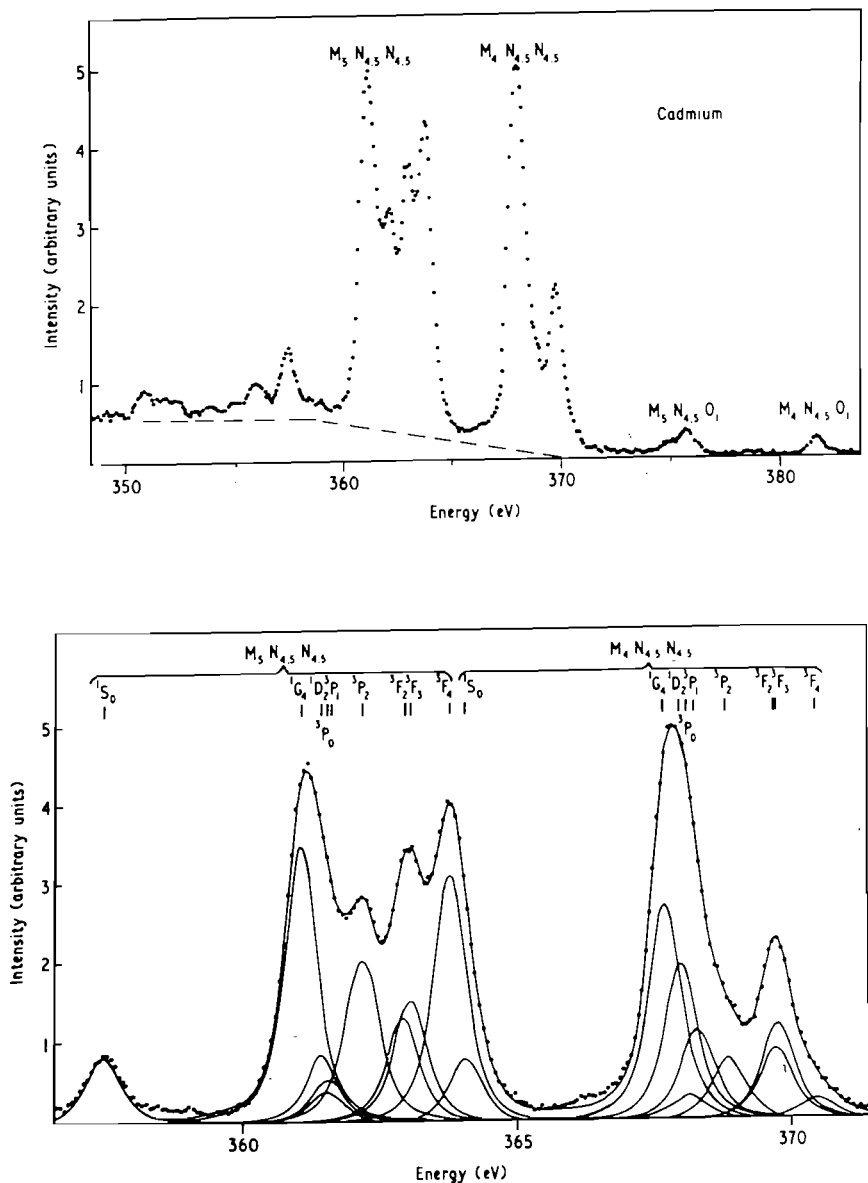 M5 N4,5 N4,5
M4 N4,5 N4,5
Cadmium
M5 N4,5 O1
M4 N4,5 O1
Intensity (arbitrary units)
5
4
3
2
1
350
360
370
380
Energy (eV)
M5 N4,5 N4,5
M4 N4,5 N4,5
1S0
1G4 1D2 3P1 3P2 3F2 3F3 3F4 1S0
1G4 1D2 3P1 3P2 3F2 3F3 3F4
3P0
3P0
Intensity (arbitrary units)
5
4
3
2
1
360
365
370
Energy (eV)